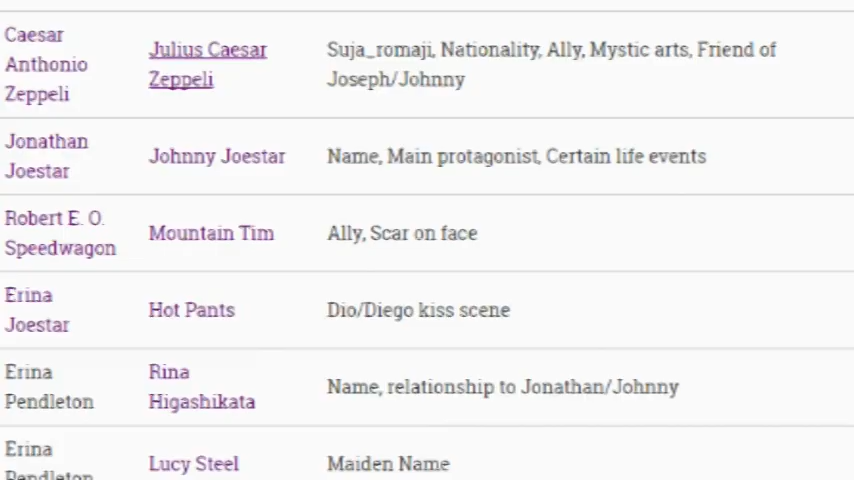 Caesar
Anthonio
Zeppeli
Julius Caesar
Zeppeli
Suja_romaji, Nationality, Ally, Mystic arts, Friend of
Joseph/Johnny
Jonathan
Joestar
Johnny Joestar
Name, Main protagonist, Certain life events
Robert E. O.
Speedwagon
Mountain Tim
Ally, Scar on face
Erina
Joestar
Hot Pants
Dio/Diego kiss scene
Erina
Pendleton
Rina
Higashikata
Name, relationship to Jonathan/Johnny
Erina
Pendleton
Lucy Steel
Maiden Name